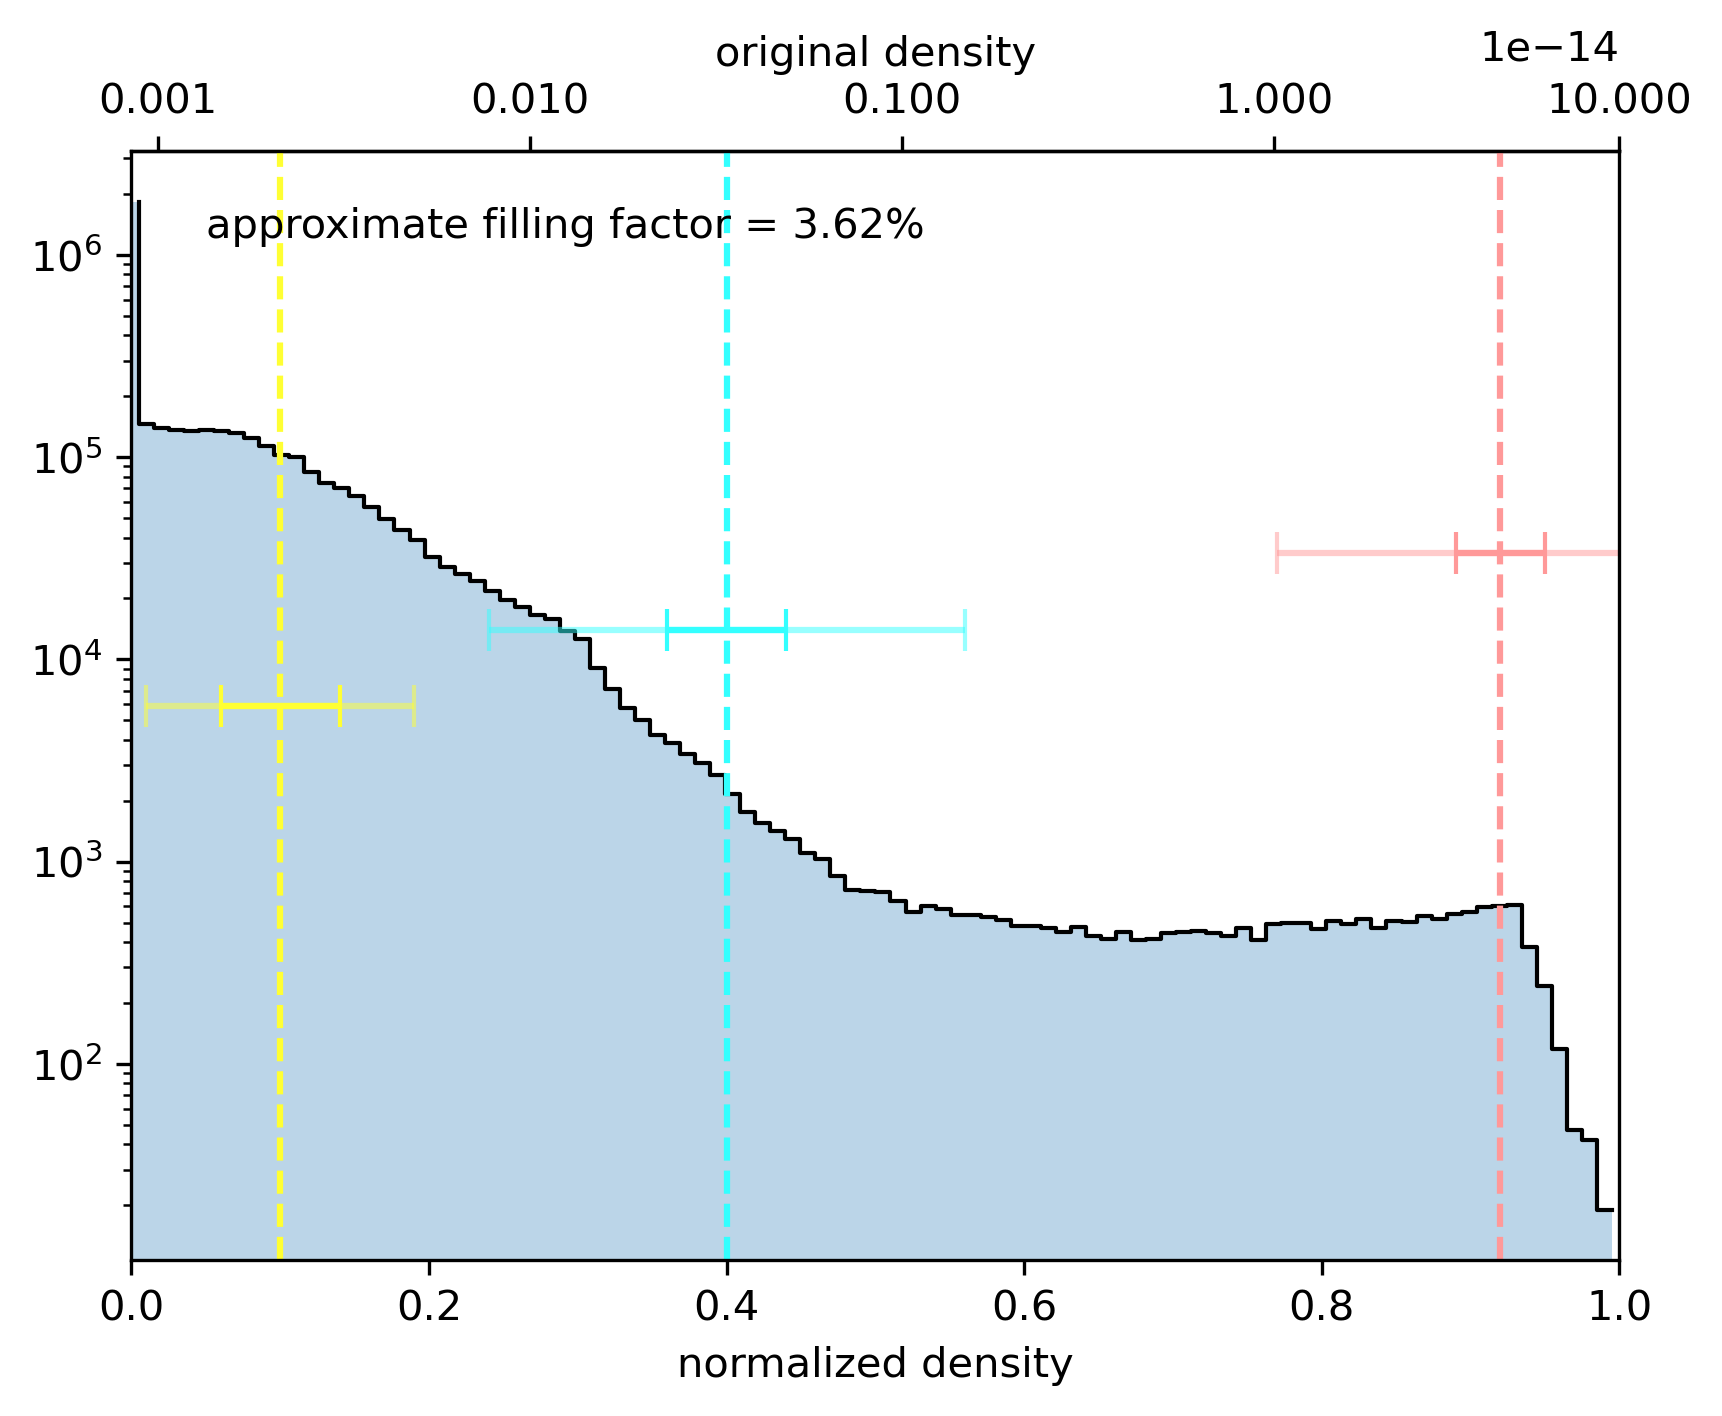 original density
1e−14
0.001 0.010 0.100 1.000 10.000
approximate filling factor = 3.62%
10⁶
10⁵
10⁴
10³
10²
0.0 0.2 0.4 0.6 0.8 1.0
normalized density